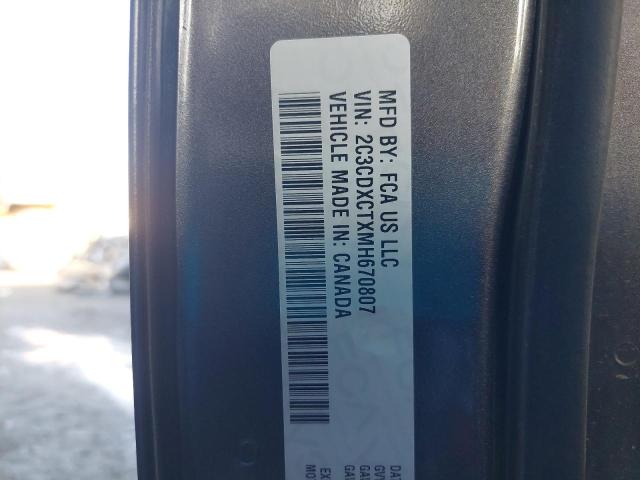 MFD BY: FCA US LLC
VIN: 2C3CDXCTXMH670807
VEHICLE MADE IN: CANADA